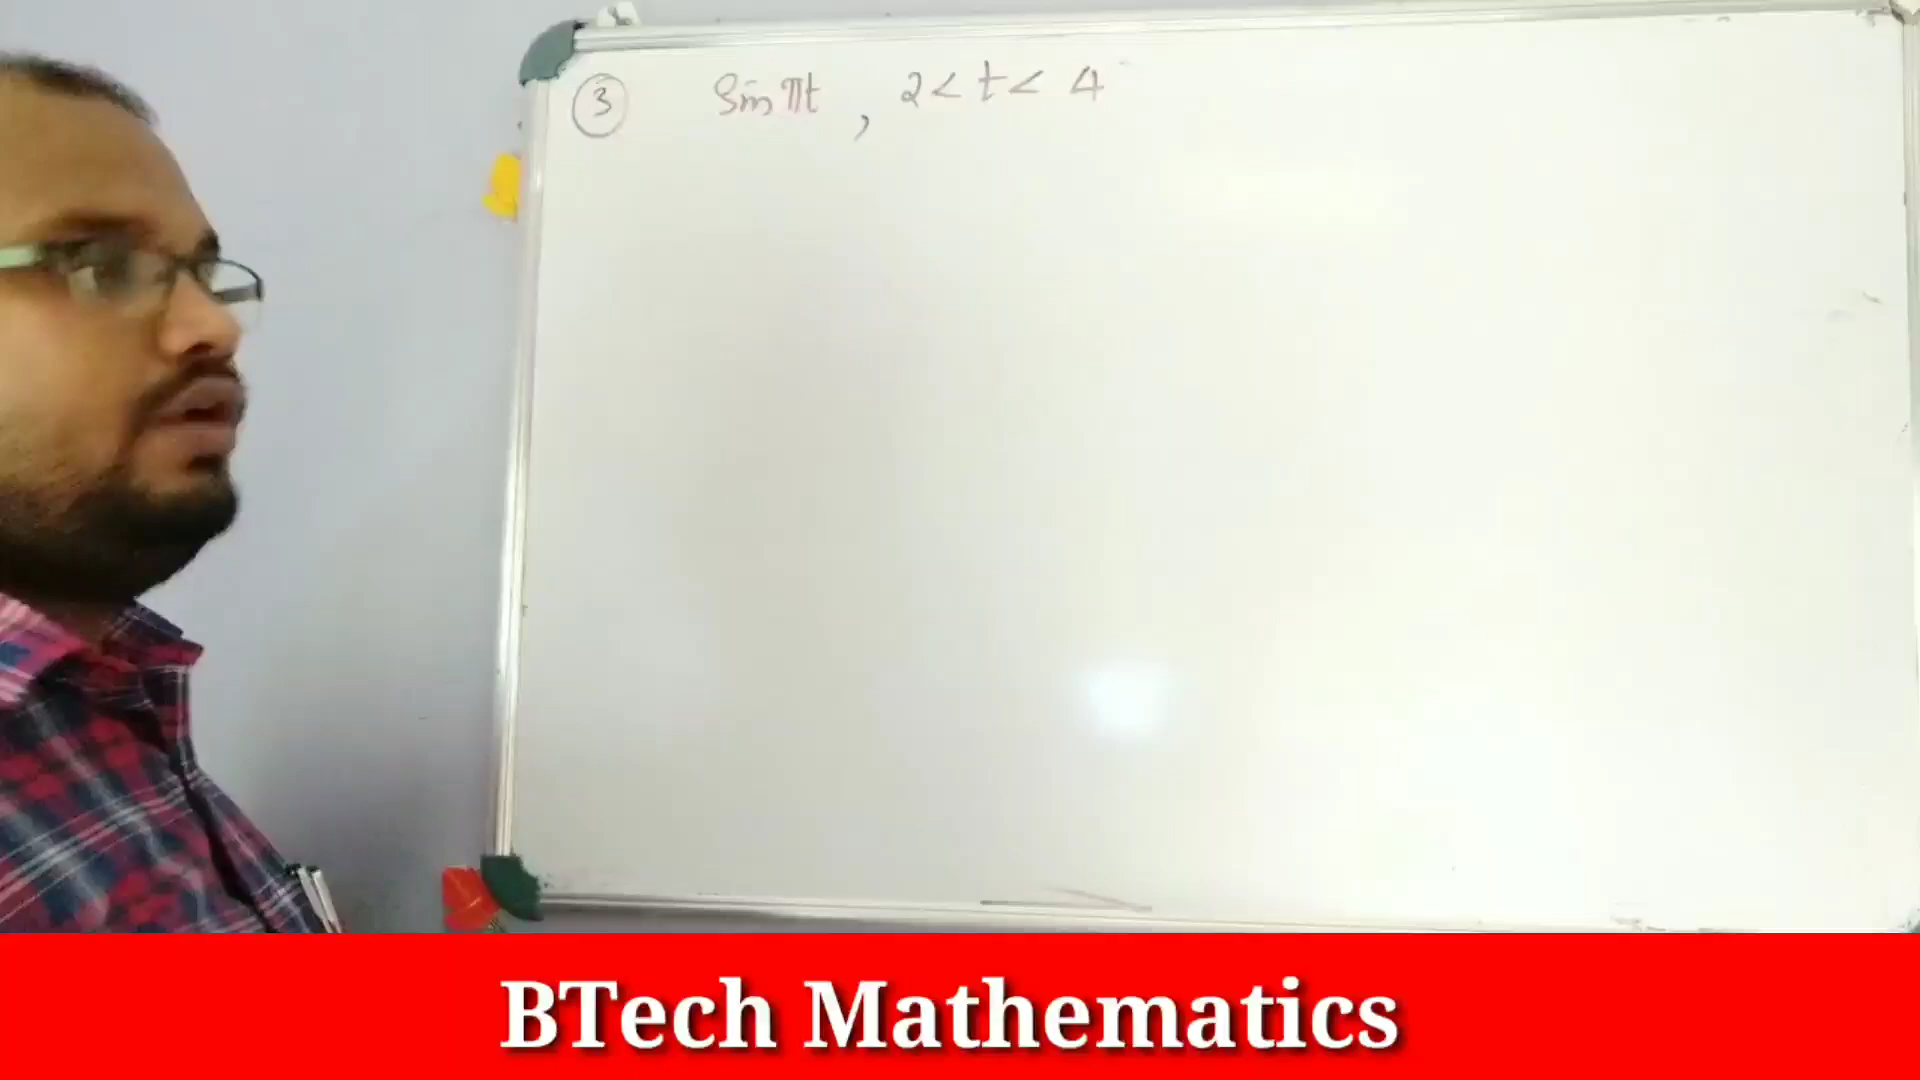 3 Sin πt , 2 < t < 4
BTech Mathematics